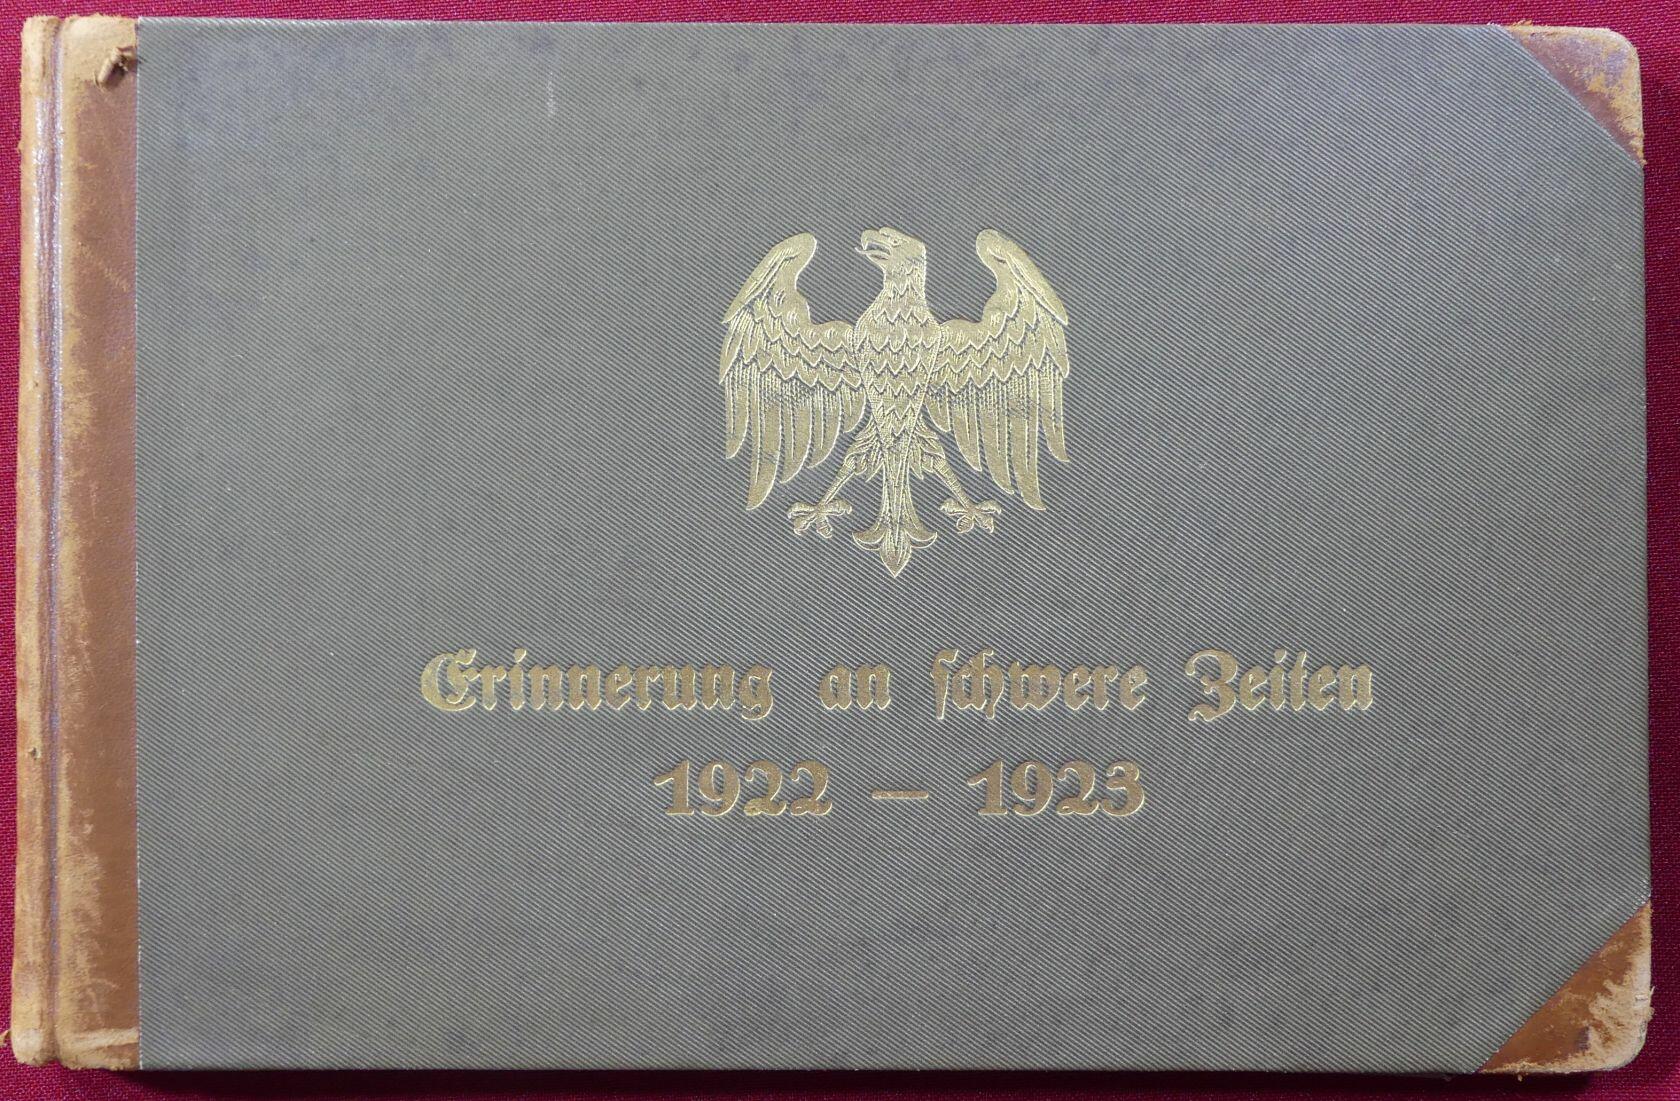 Erinnerung an ſchwere Zeiten
1922 — 1923